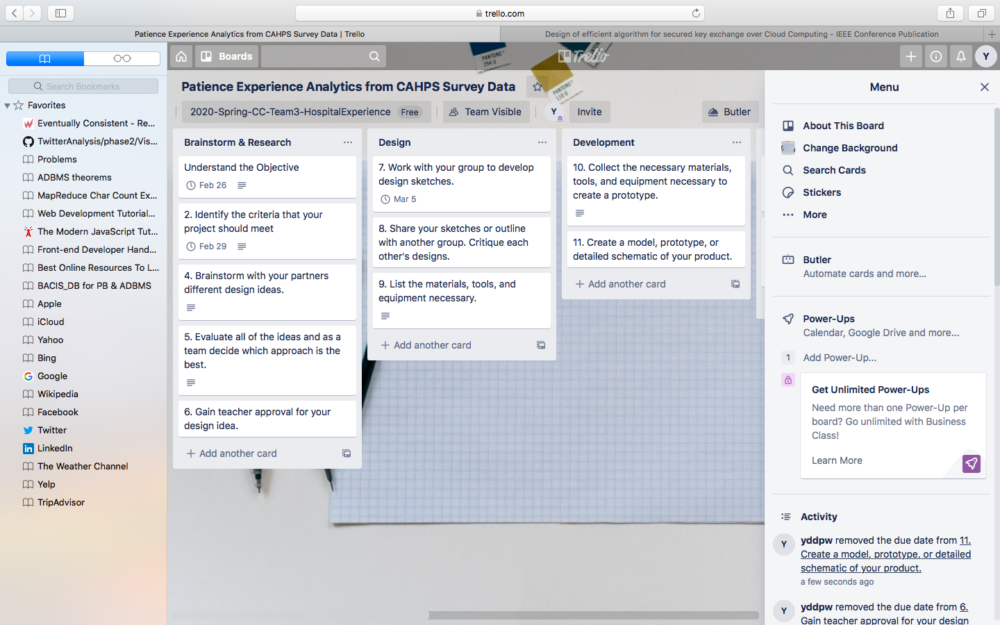 trello.com
Patience Experience Analytics from CAHPS Survey Data | Trello
Design of efficient algorithm for secured key exchange over Cloud Computing - IEEE Conference Publication
Search Bookmarks
Favorites
Eventually Consistent - Re...
TwitterAnalysis/phase2/Vis...
Problems
ADBMS theorems
MapReduce Char Count Ex...
Web Development Tutorial...
The Modern JavaScript Tut...
Front-end Developer Hand...
Best Online Resources To L...
BACIS_DB for PB & ADBMS
Apple
iCloud
Yahoo
Bing
Google
Wikipedia
Facebook
Twitter
LinkedIn
The Weather Channel
Yelp
TripAdvisor
Boards
Trello
Y
PANTONE
294 U
PANTONE
110 U
Patience Experience Analytics from CAHPS Survey Data
2020-Spring-CC-Team3-HospitalExperience Free
Team Visible
Y
Invite
Butler
Brainstorm & Research
Understand the Objective
Feb 26
2. Identify the criteria that your
project should meet
Feb 29
4. Brainstorm with your partners
different design ideas.
5. Evaluate all of the ideas and as a
team decide which approach is the
best.
6. Gain teacher approval for your
design idea.
Add another card
Design
7. Work with your group to develop
design sketches.
Mar 5
8. Share your sketches or outline
with another group. Critique each
other's designs.
9. List the materials, tools, and
equipment necessary.
Add another card
Development
10. Collect the necessary materials,
tools, and equipment necessary to
create a prototype.
11. Create a model, prototype, or
detailed schematic of your product.
Add another card
Menu
About This Board
Change Background
Search Cards
Stickers
More
Butler
Automate cards and more...
Power-Ups
Calendar, Google Drive and more...
1 Add Power-Up...
Get Unlimited Power-Ups
Need more than one Power-Up per
board? Go unlimited with Business
Class!
Learn More
Activity
Y
yddpw removed the due date from 11.
Create a model, prototype, or detailed
schematic of your product.
a few seconds ago
Y
yddpw removed the due date from 6.
Gain teacher approval for your design